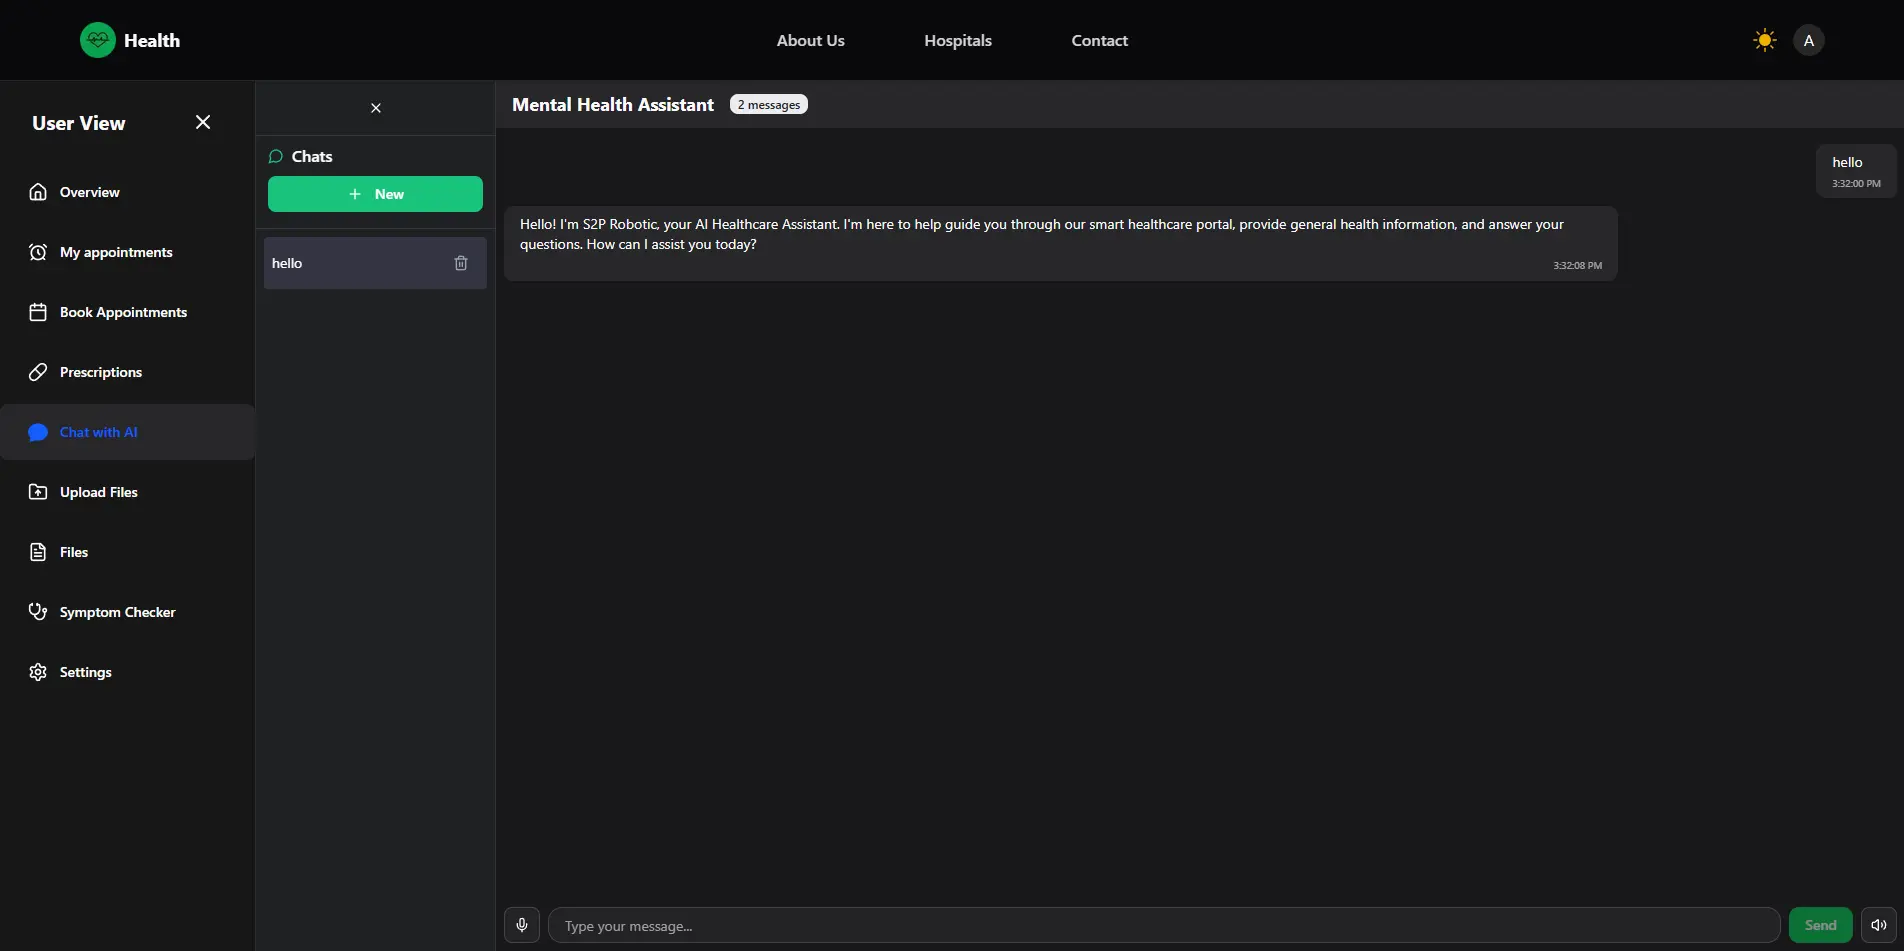 Health
About Us
Hospitals
Contact
A
User View
Overview
My appointments
Book Appointments
Prescriptions
Chat with AI
Upload Files
Files
Symptom Checker
Settings
Chats
+ New
hello
Mental Health Assistant
2 messages
hello
3:32:00 PM
Hello! I'm S2P Robotic, your AI Healthcare Assistant. I'm here to help guide you through our smart healthcare portal, provide general health information, and answer your
questions. How can I assist you today?
3:32:08 PM
Type your message...
Send